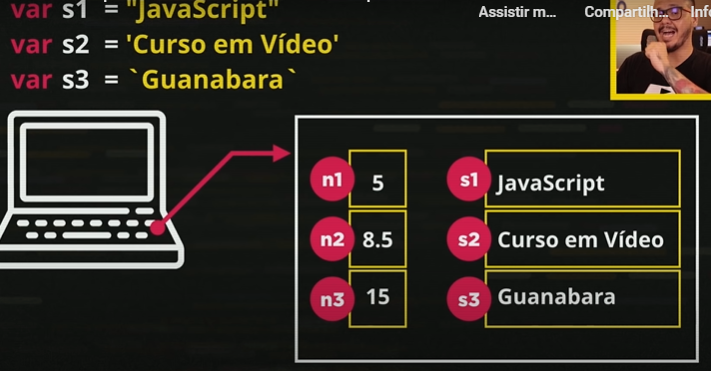 var s1 = "JavaScript"
Assistir m... Compartilh... Info
var s2 = 'Curso em Vídeo'
var s3 = `Guanabara`
n1 5 s1 JavaScript
n2 8.5 s2 Curso em Vídeo
n3 15 s3 Guanabara